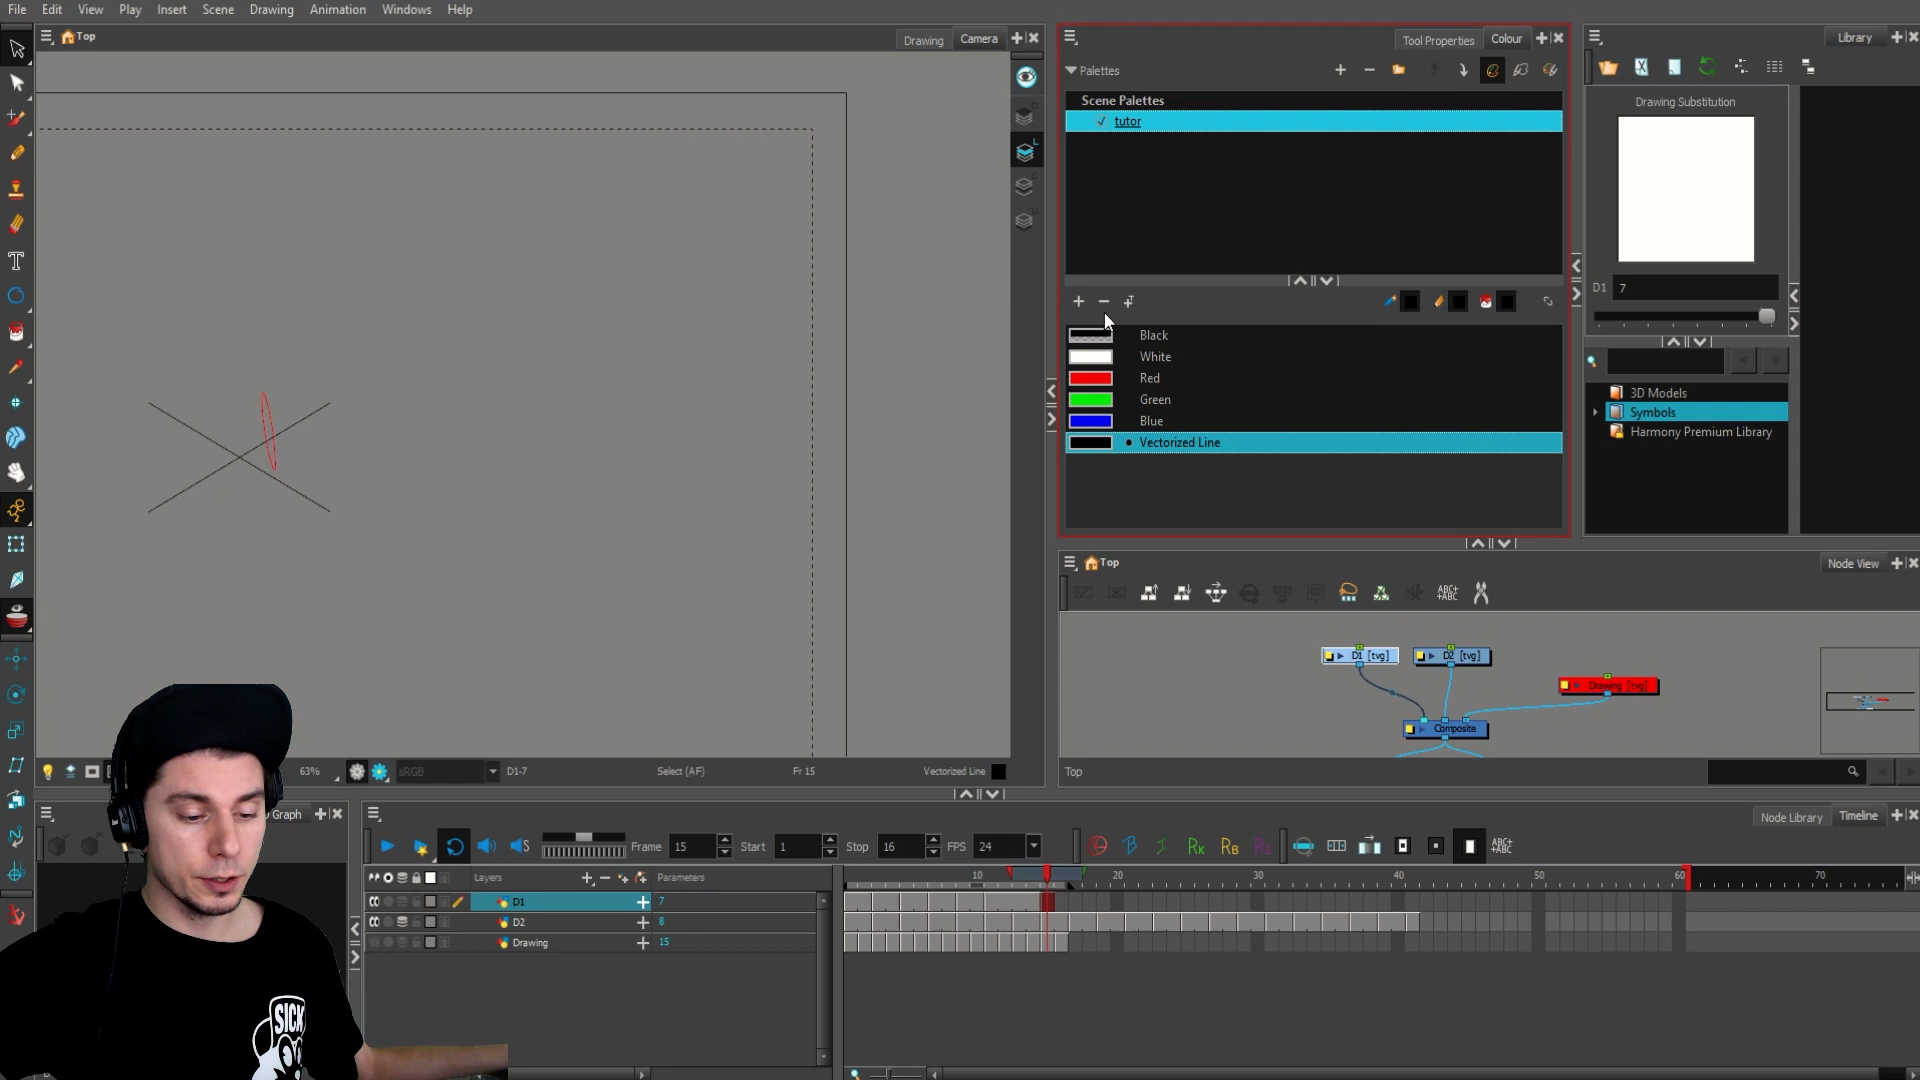 File Edit View Play Insert Scene Drawing Animation Windows Help
Top
Drawing
Camera
Tool Properties
Colour
Library
Palettes
Scene Palettes
tutor
Drawing Substitution
D1
7
Black
White
Red
Green
Blue
Vectorized Line
3D Models
Symbols
Harmony Premium Library
Top
Node View
D1 [tvg]
D2 [tvg]
Drawing [tvg]
Composite
Top
63%
sRGB
D1-7
Select (AF)
Fr 15
Vectorized Line
Graph
Node Library
Timeline
Frame 15 Start 1 Stop 16 FPS 24
Layers
Parameters
10 20 30 40 50 60 70
D1 7
D2 8
Drawing 15
SICK